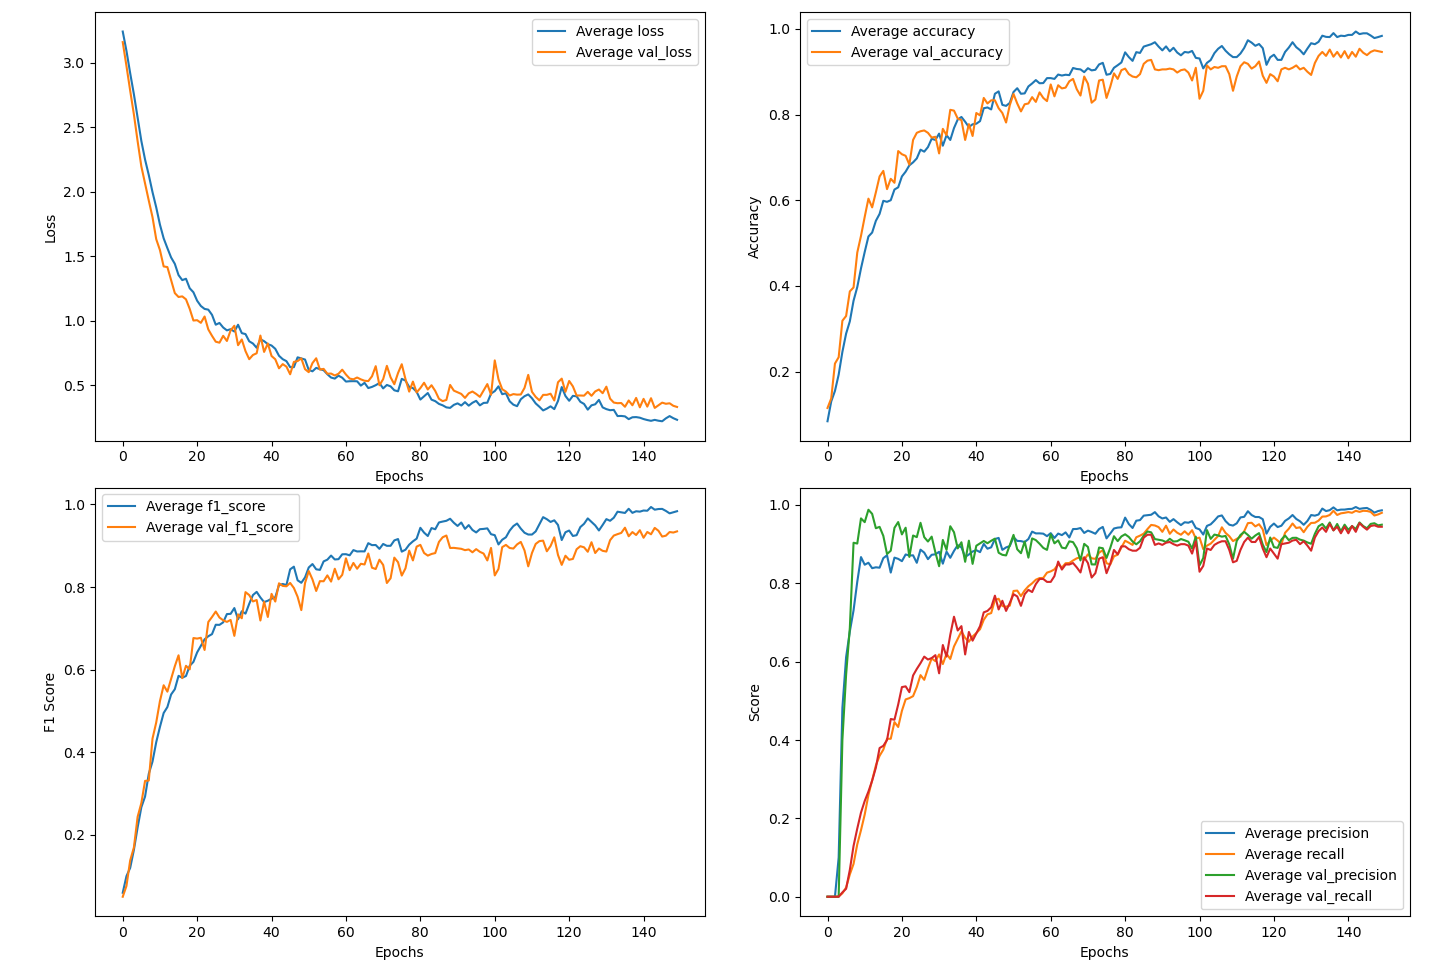 Average loss
Average val_loss
3.0
2.5
2.0
1.5
1.0
0.5
Loss
0 20 40 60 80 100 120 140
Epochs
Average accuracy
Average val_accuracy
1.0
0.8
0.6
0.4
0.2
Accuracy
0 20 40 60 80 100 120 140
Epochs
Average f1_score
Average val_f1_score
1.0
0.8
0.6
0.4
0.2
F1 Score
0 20 40 60 80 100 120 140
Epochs
1.0
0.8
0.6
0.4
0.2
0.0
Score
Average precision
Average recall
Average val_precision
Average val_recall
0 20 40 60 80 100 120 140
Epochs